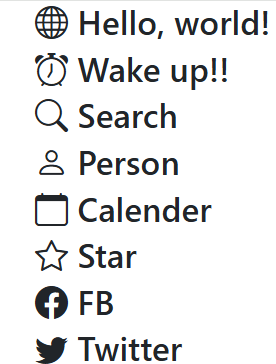 Hello, world!
Wake up!!
Search
Person
Calender
Star
FB
Twitter